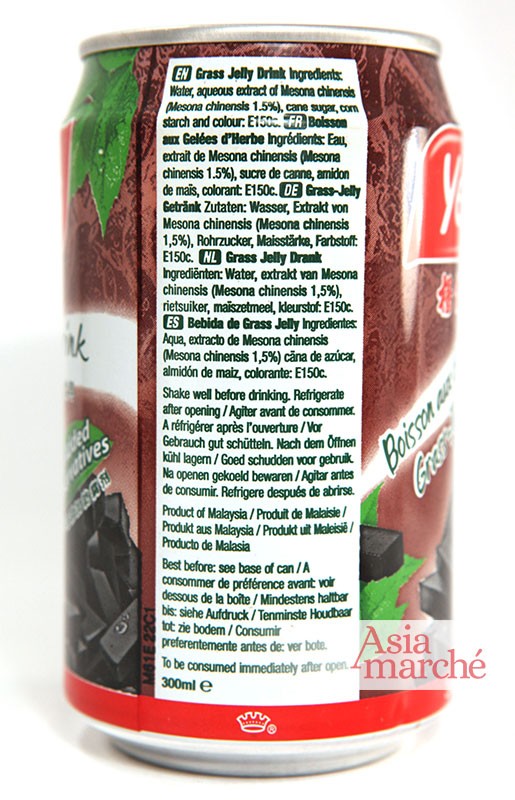 EN Grass Jelly Drink Ingredients:
Water, aqueous extract of Mesona chinensis
(Mesona chinensis 1.5%), cane sugar, corn
starch and colour: E150c. FR Boisson
aux Gelées d'Herbe Ingrédients: Eau,
extrait de Mesona chinensis (Mesona
chinensis 1.5%), sucre de canne, amidon
de maïs, colorant: E150c. DE Grass-Jelly
Getränk Zutaten: Wasser, Extrakt von
Mesona chinensis (Mesona chinensis
1,5%), Rohrzucker, Maisstärke, Farbstoff:
E150c. NL Grass Jelly Drank
Ingrediënten: Water, extrakt van Mesona
chinensis (Mesona chinensis 1,5%),
rietsuiker, maïszetmeel, kleurstof: E150c.
ES Bebida de Grass Jelly Ingredientes:
Aqua, extracto de Mesona chinensis
(Mesona chinensis 1,5%) cãna de azúcar,
almidón de maiz, colorante: E150c.
Shake well before drinking. Refrigerate
after opening / Agiter avant de consommer.
A réfrigérer après l'ouverture / Vor
Gebrauch gut schütteln. Nach dem Öffnen
kühl lagern / Goed schudden voor gebruik.
Na openen gekoeld bewaren / Agitar antes
de consumir. Refrigere después de abrirse.
Product of Malaysia / Produit de Malaisie /
Produkt aus Malaysia / Produkt uit Maleisië /
Producto de Malasia
Best before: see base of can / A
consommer de préférence avant: voir
dessous de la boîte / Mindestens haltbar
bis: siehe Aufdruck / Tenminste Houdbaar
tot: zie bodem / Consumir
preferentemente antes de: ver bote.
To be consumed immediately after open.
300ml e
M61E 22C1
Boisson aux
Asia
marché
®